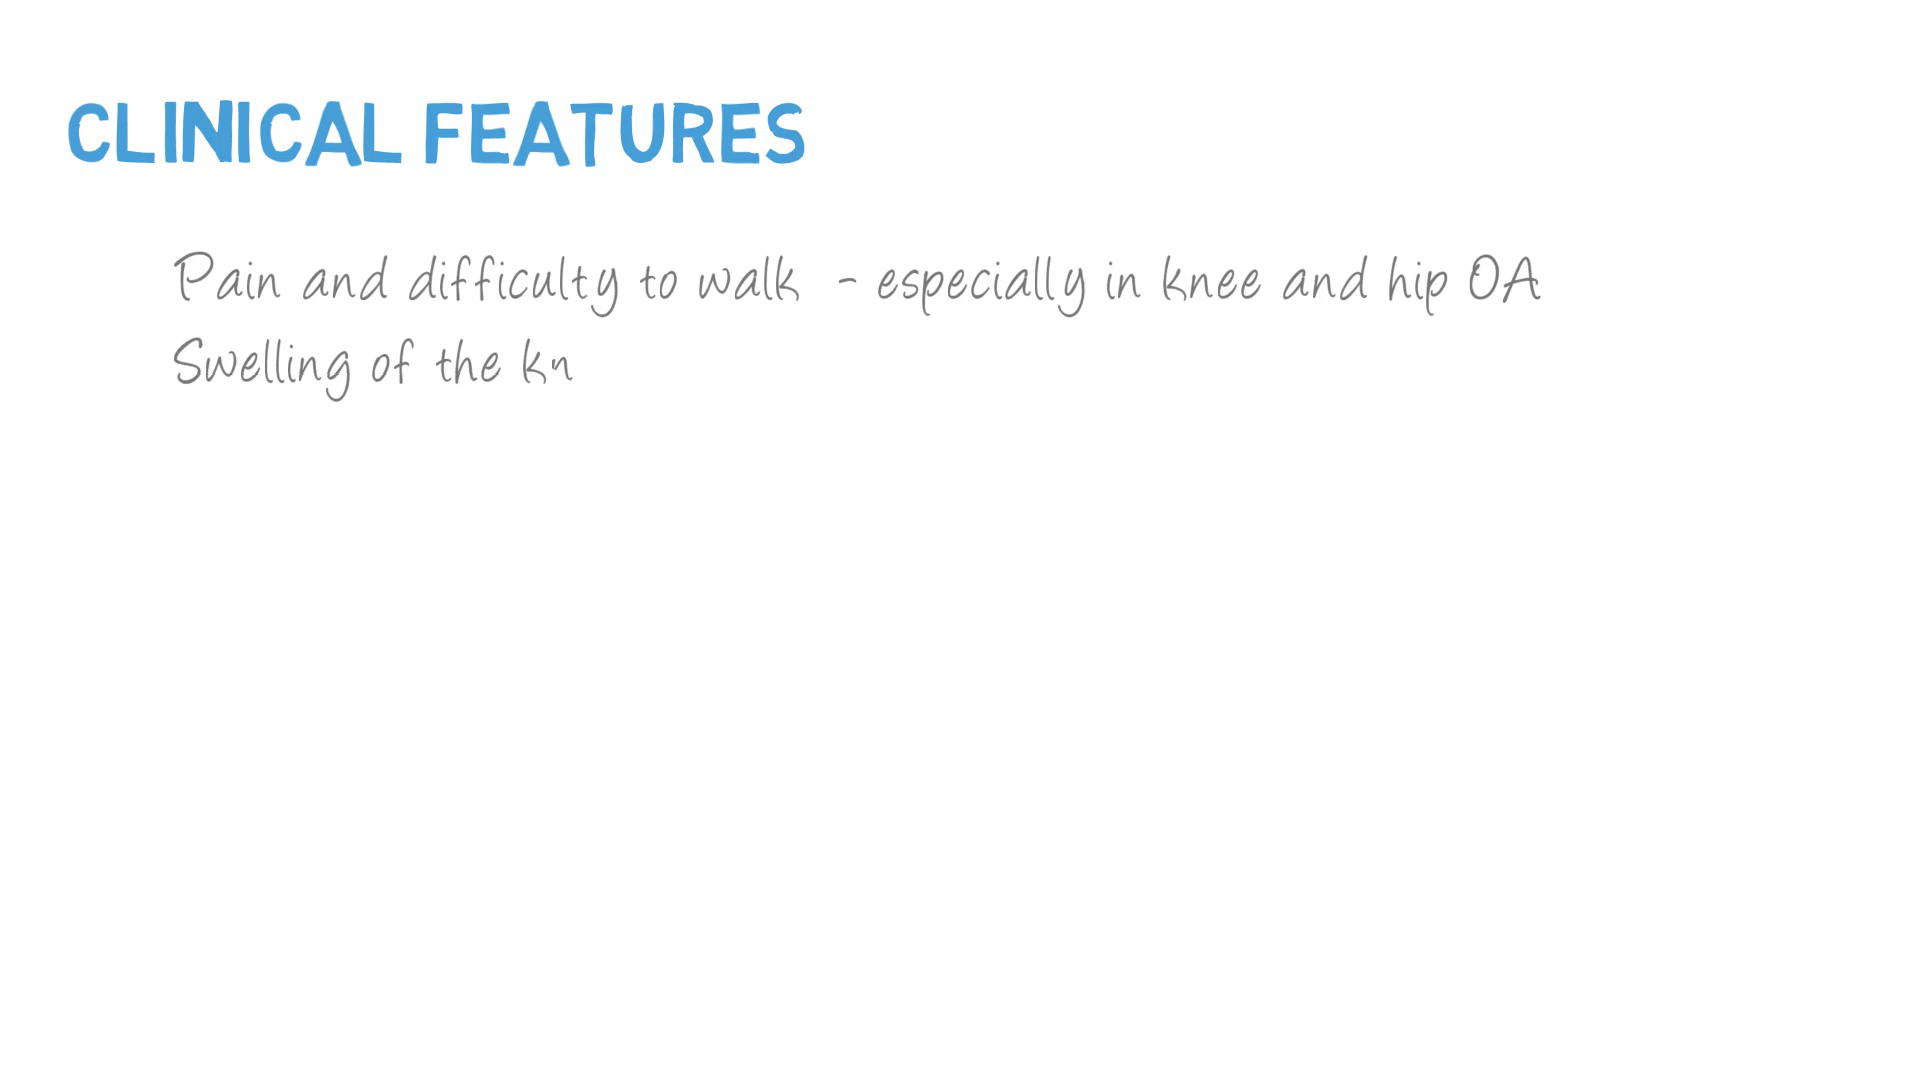 CLINICAL FEATURES
Pain and difficulty to walk - especially in knee and hip OA
Swelling of the kn